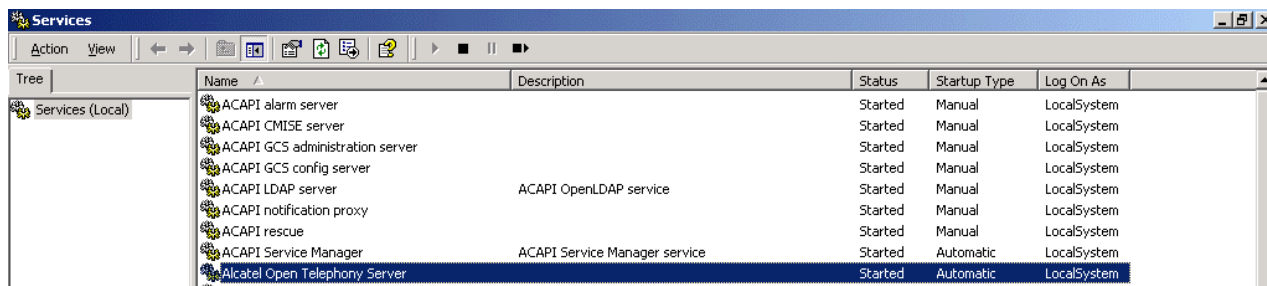 Services
Action View
Tree
Name Description Status Startup Type Log On As
Services (Local)
ACAPI alarm server Started Manual LocalSystem
ACAPI CMISE server Started Manual LocalSystem
ACAPI GCS administration server Started Manual LocalSystem
ACAPI GCS config server Started Manual LocalSystem
ACAPI LDAP server ACAPI OpenLDAP service Started Manual LocalSystem
ACAPI notification proxy Started Manual LocalSystem
ACAPI rescue Started Manual LocalSystem
ACAPI Service Manager ACAPI Service Manager service Started Automatic LocalSystem
Alcatel Open Telephony Server Started Automatic LocalSystem